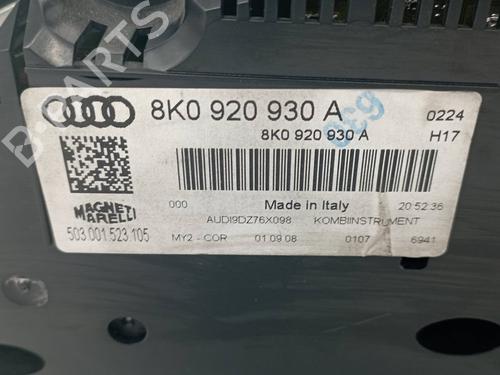 B-PARTS
8K0 920 930 A
0224
8K0 920 930 A
H17
MAGNETI MARELLI
503.001.523.105
000
Made in Italy
20:52:36
AUDI9DZ76X098 KOMBIINSTRUMENT
MY2 - COR 01.09.08 0107 6941